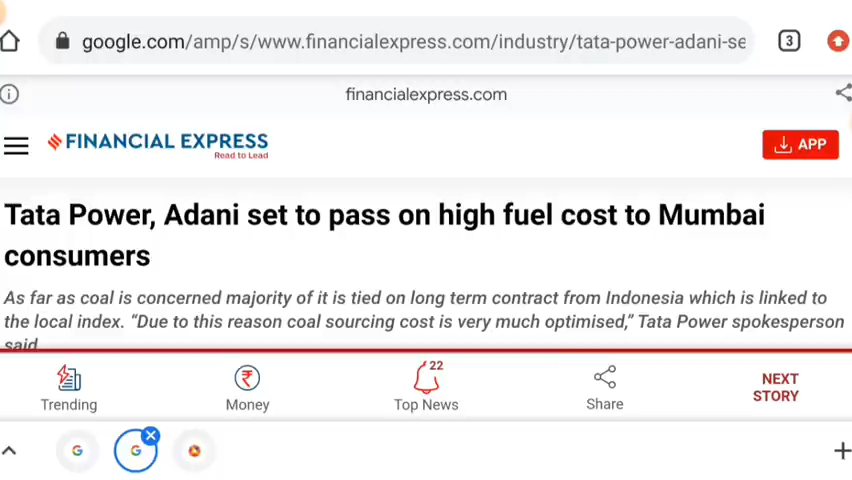 google.com/amp/s/www.financialexpress.com/industry/tata-power-adani-se
3
financialexpress.com
FINANCIAL EXPRESS
Read to Lead
APP
Tata Power, Adani set to pass on high fuel cost to Mumbai
consumers
As far as coal is concerned majority of it is tied on long term contract from Indonesia which is linked to
the local index. “Due to this reason coal sourcing cost is very much optimised,” Tata Power spokesperson
said
22
Trending
Money
Top News
Share
NEXT
STORY